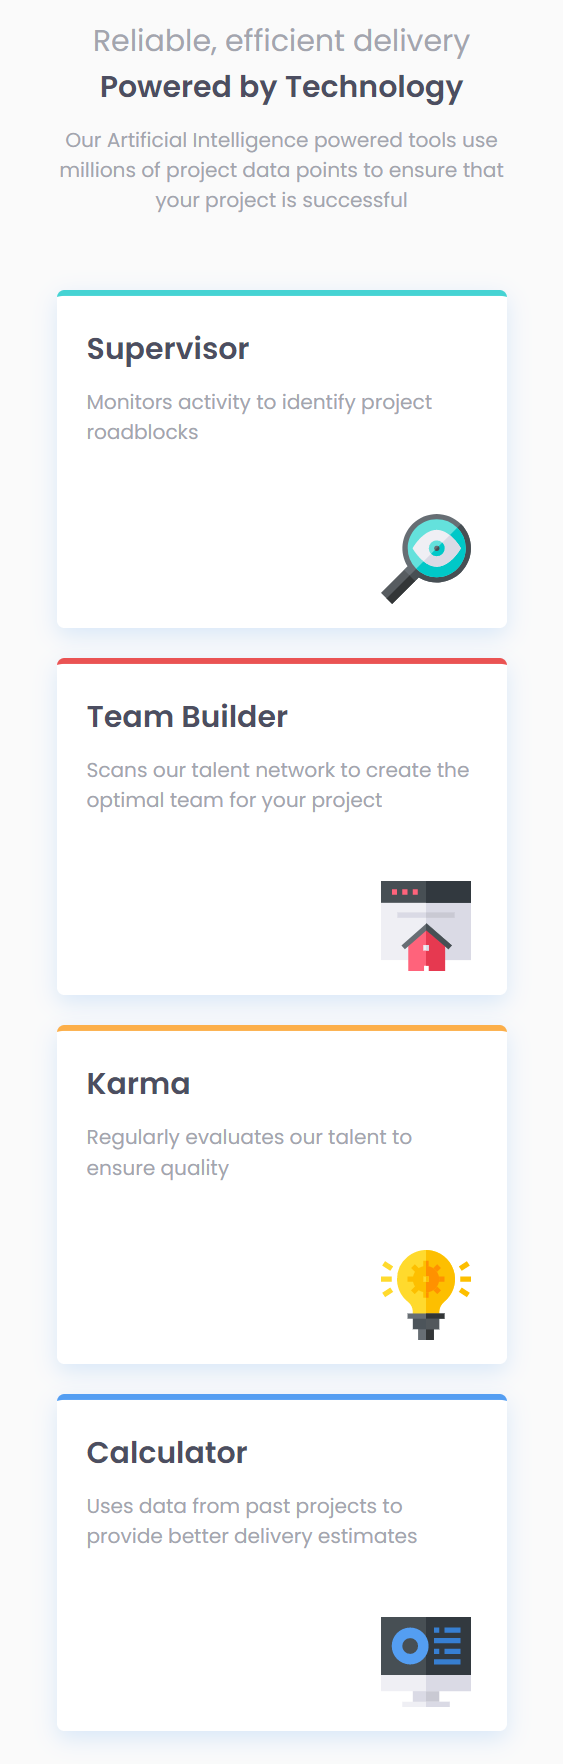 Reliable, efficient delivery
Powered by Technology
Our Artificial Intelligence powered tools use
millions of project data points to ensure that
your project is successful
Supervisor
Monitors activity to identify project
roadblocks
Team Builder
Scans our talent network to create the
optimal team for your project
Karma
Regularly evaluates our talent to
ensure quality
Calculator
Uses data from past projects to
provide better delivery estimates